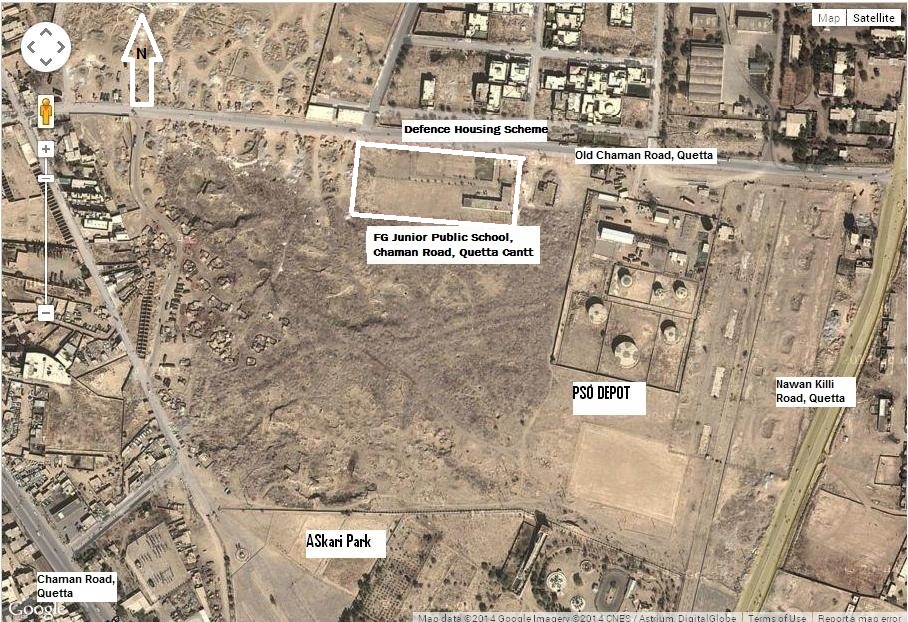 Map
Satellite
N
Defence Housing Scheme
Old Chaman Road, Quetta
FG Junior Public School,
Chaman Road, Quetta Cantt
PSO DEPOT
Nawan Killi
Road, Quetta
ASkari Park
Chaman Road,
Quetta
Google
Map data ©2014 Google Imagery ©2014 CNES / Astrium, DigitalGlobe
Terms of Use
Report a map error